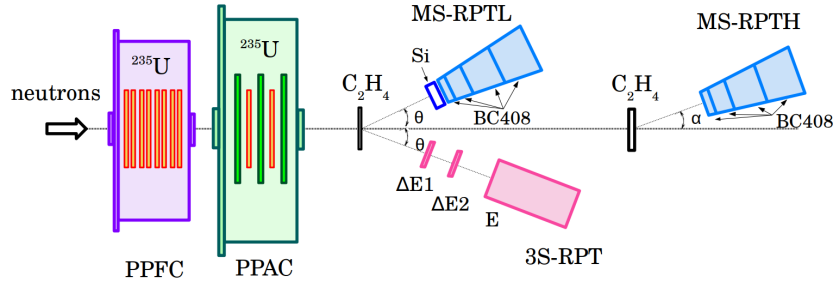 MS-RPTL
MS-RPTH
²³⁵U
²³⁵U
Si
C₂H₄
C₂H₄
neutrons
BC408
θ
θ
α
BC408
ΔE1
ΔE2
E
3S-RPT
PPFC
PPAC